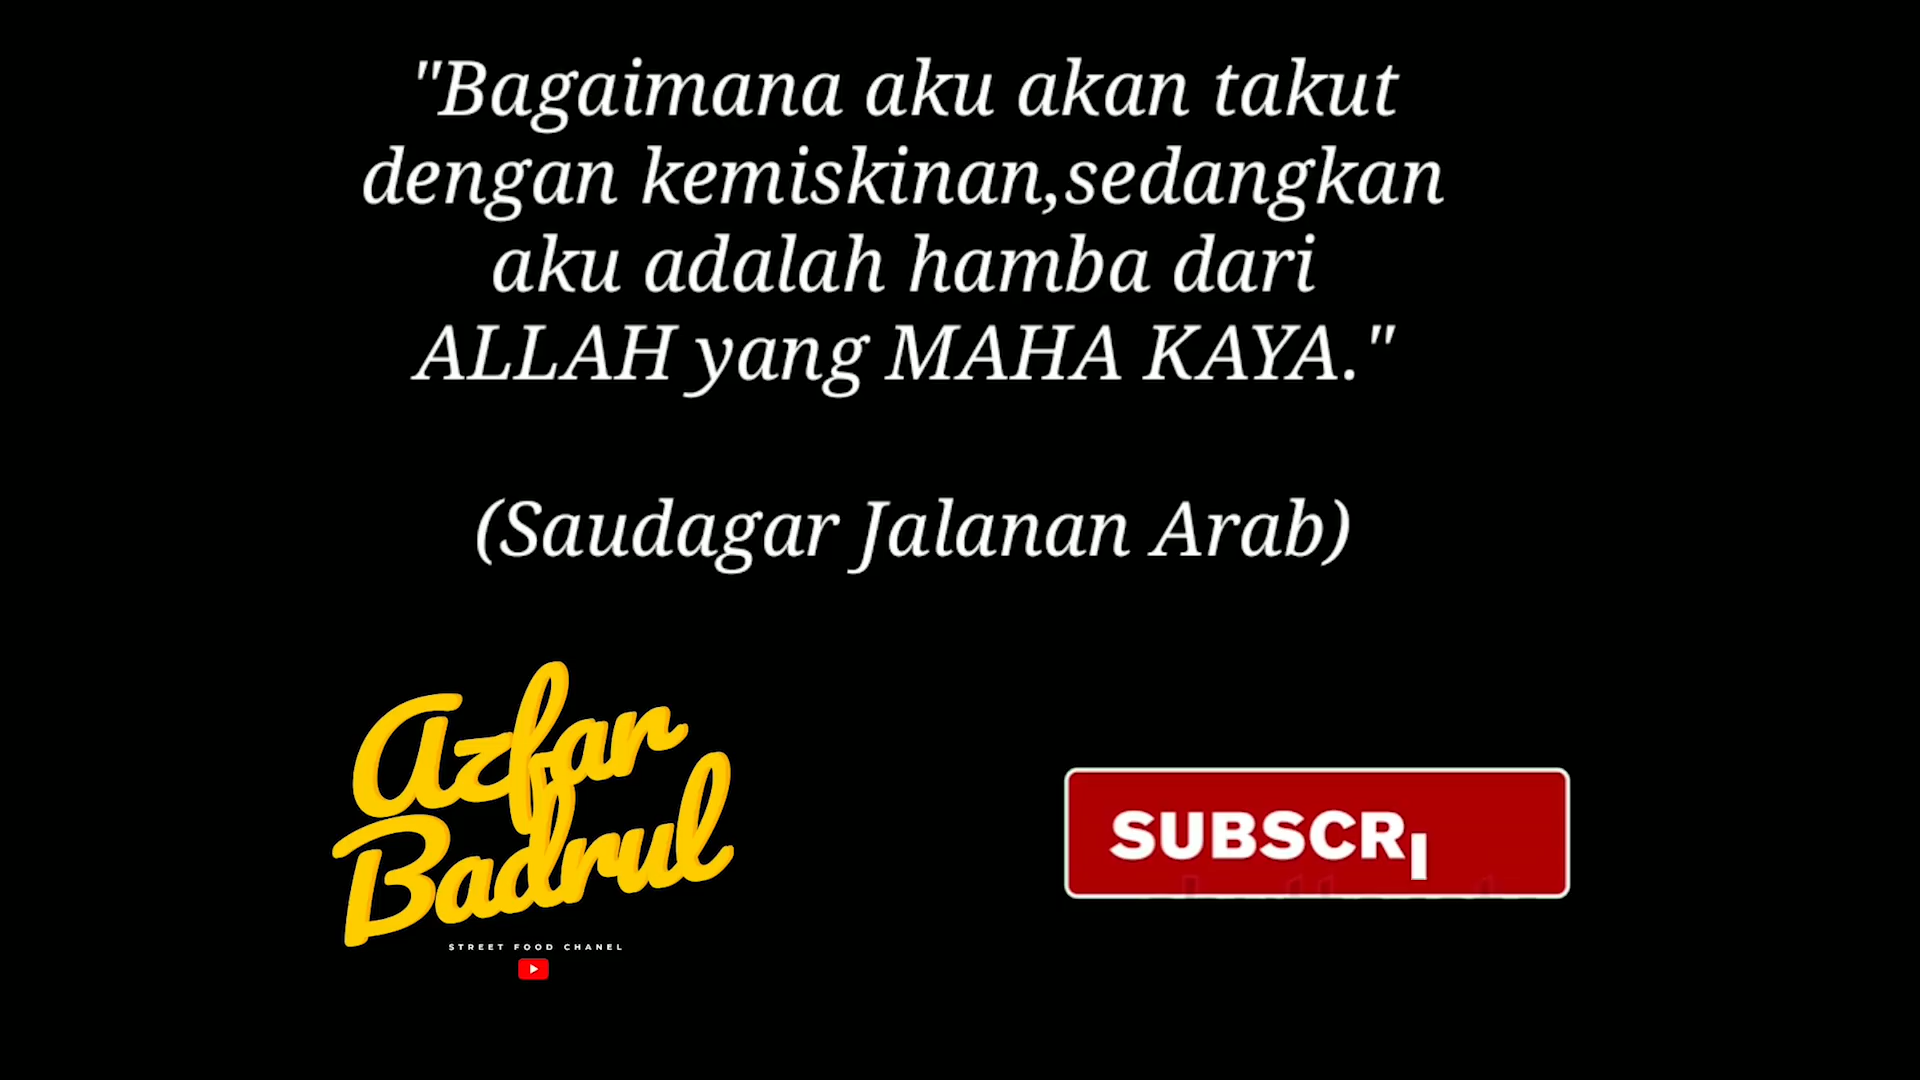 "Bagaimana aku akan takut
dengan kemiskinan,sedangkan
aku adalah hamba dari
ALLAH yang MAHA KAYA."
(Saudagar Jalanan Arab)
Azfar
Badrul
STREET FOOD CHANEL
SUBSCRI